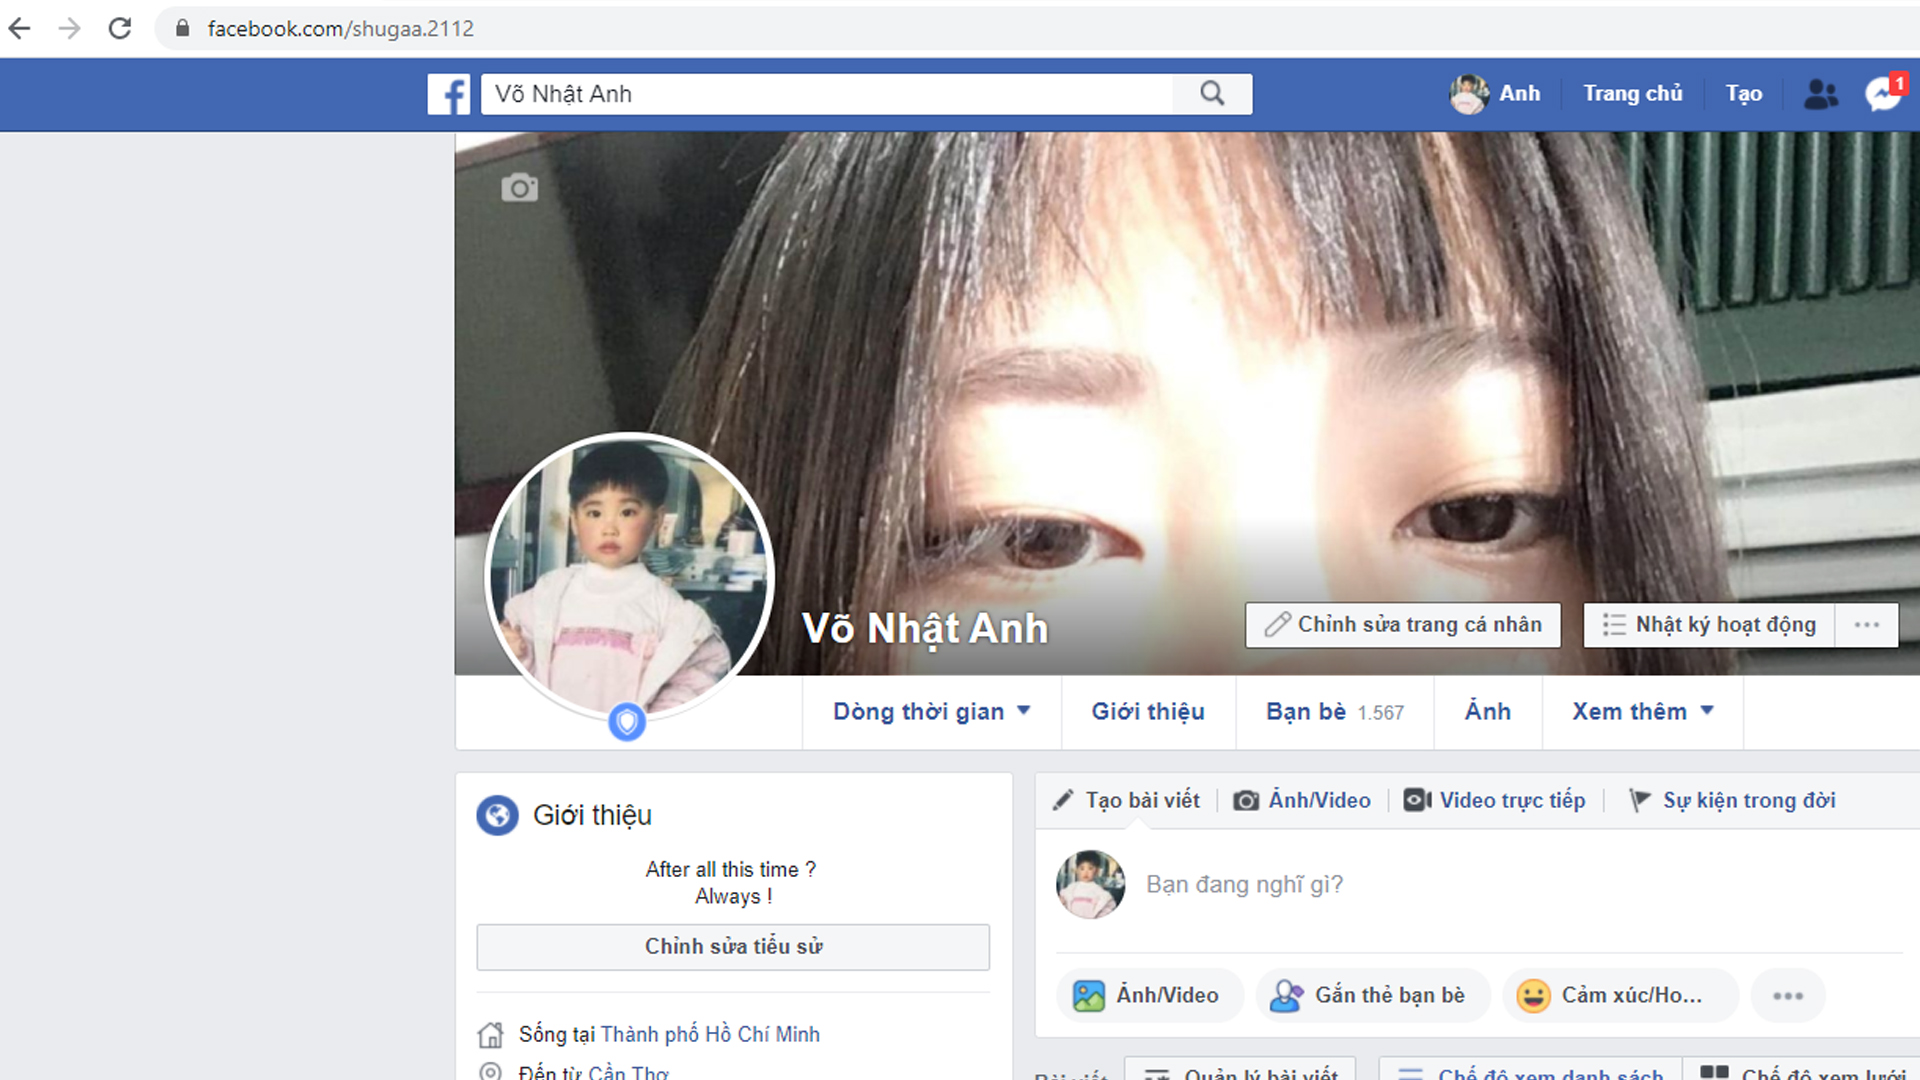 facebook.com/shugaa.2112
Võ Nhật Anh
Anh
Trang chủ
Tạo
1
Võ Nhật Anh
Chỉnh sửa trang cá nhân
Nhật ký hoạt động
Dòng thời gian
Giới thiệu
Bạn bè 1.567
Ảnh
Xem thêm
Giới thiệu
After all this time ?
Always !
Chỉnh sửa tiểu sử
Sống tại Thành phố Hồ Chí Minh
Đến từ Cần Thơ
Tạo bài viết
Ảnh/Video
Video trực tiếp
Sự kiện trong đời
Bạn đang nghĩ gì?
Ảnh/Video
Gắn thẻ bạn bè
Cảm xúc/Ho...
Bài viết
Quản lý bài viết
Chế độ xem danh sách
Chế độ xem lưới